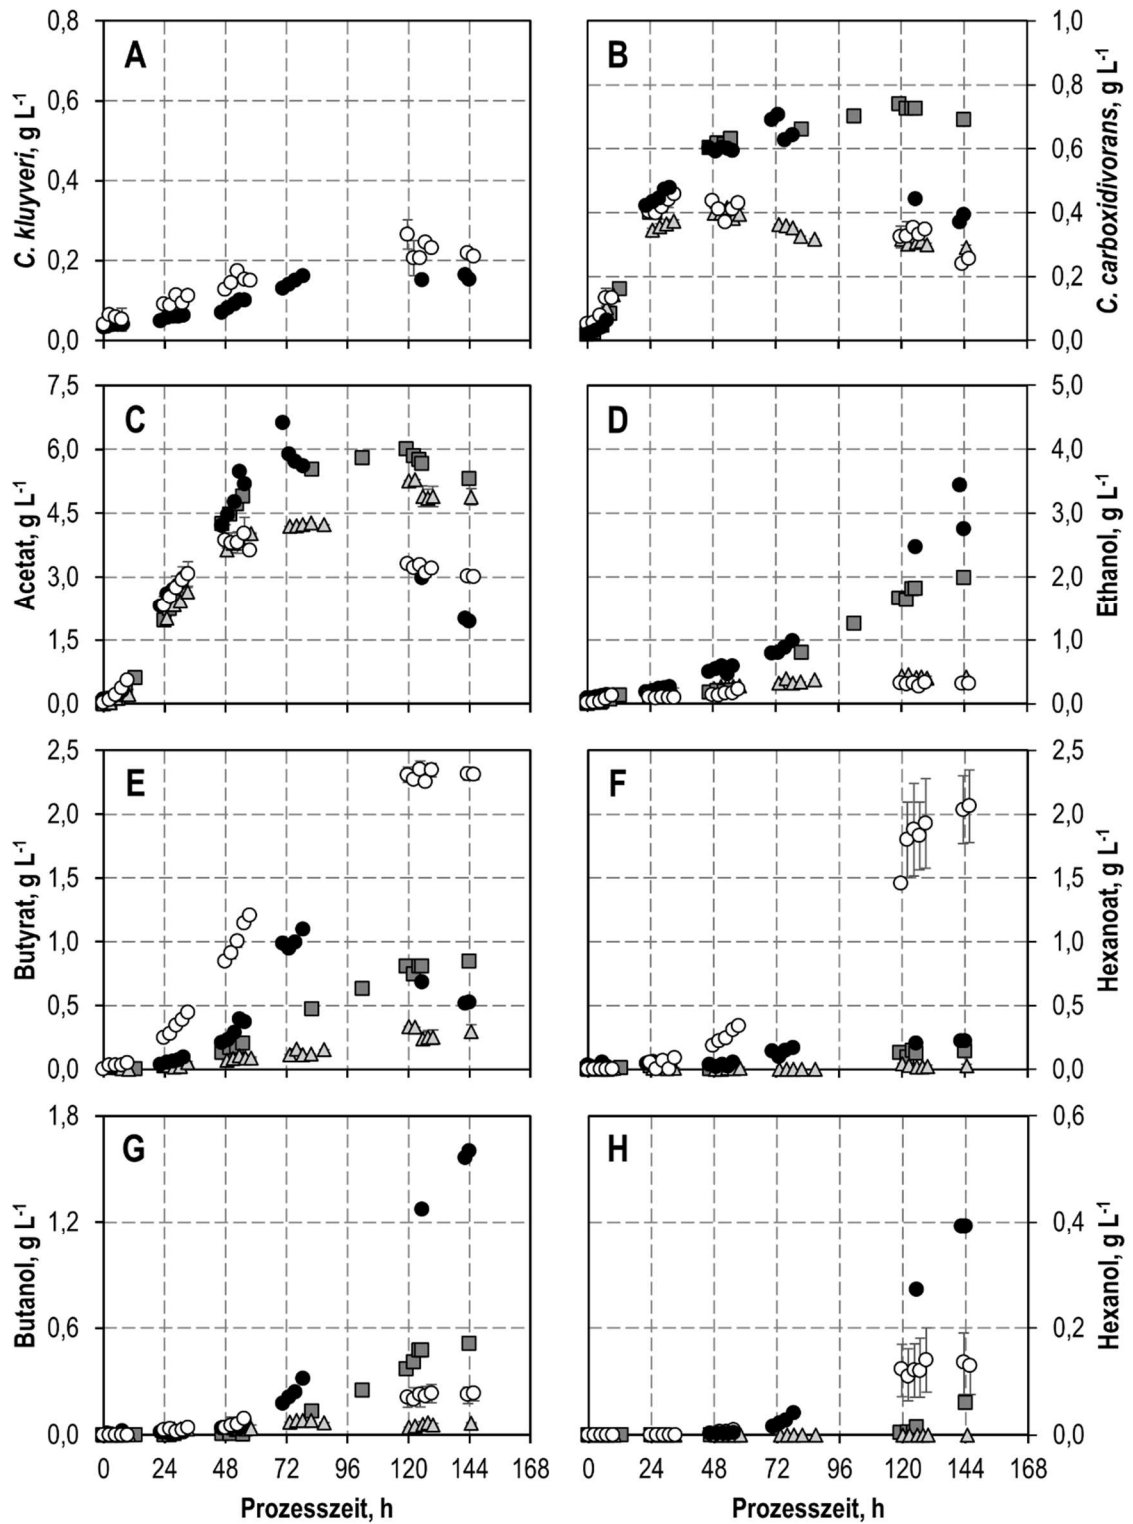 0,8
0,6
0,4
0,2
0,0
C. kluyveri, g L-1
A
B
1,0
0,8
0,6
0,4
0,2
0,0
C. carboxidivorans, g L-1
7,5
6,0
4,5
3,0
1,5
0,0
Acetat, g L-1
C
D
5,0
4,0
3,0
2,0
1,0
0,0
Ethanol, g L-1
2,5
2,0
1,5
1,0
0,5
0,0
Butyrat, g L-1
E
F
2,5
2,0
1,5
1,0
0,5
0,0
Hexanoat, g L-1
1,8
1,2
0,6
0,0
Butanol, g L-1
G
H
0,6
0,4
0,2
0,0
Hexanol, g L-1
0 24 48 72 96 120 144 168
Prozesszeit, h
0 24 48 72 96 120 144 168
Prozesszeit, h